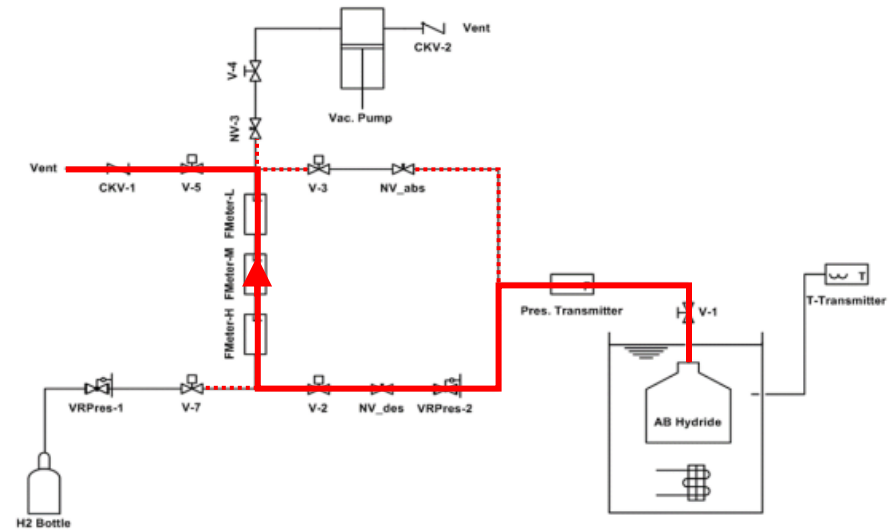 CKV-2
Vent
V-4
Vac. Pump
NV-3
Vent
CKV-1
V-5
V-3
NV_abs
FMeter-L
FMeter-M
FMeter-H
Pres. Transmitter
V-1
T
T-Transmitter
VRPres-1
V-7
V-2
NV_des
VRPres-2
AB Hydride
H2 Bottle